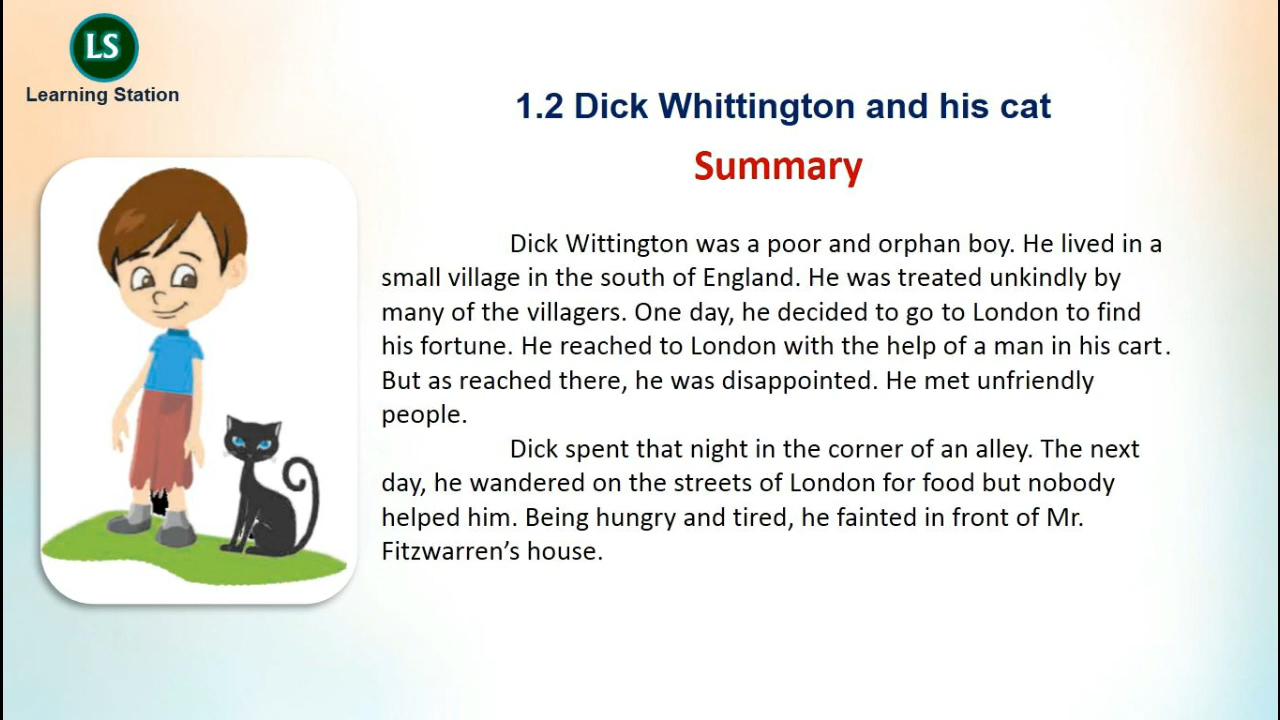 LS
Learning Station
1.2 Dick Whittington and his cat
Summary
Dick Wittington was a poor and orphan boy. He lived in a
small village in the south of England. He was treated unkindly by
many of the villagers. One day, he decided to go to London to find
his fortune. He reached to London with the help of a man in his cart.
But as reached there, he was disappointed. He met unfriendly
people.
Dick spent that night in the corner of an alley. The next
day, he wandered on the streets of London for food but nobody
helped him. Being hungry and tired, he fainted in front of Mr.
Fitzwarren’s house.